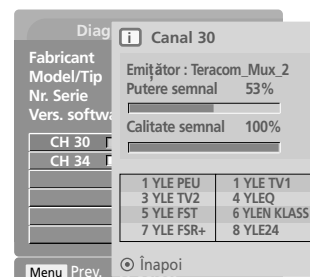 Diag
Fabricant
Model/Tip
Nr. Serie
Vers. softwa
CH 30
CH 34
Menu Prev.
i Canal 30
Emiţător : Teracom_Mux_2
Putere semnal 53%
Calitate semnal 100%
1 YLE PEU 1 YLE TV1
3 YLE TV2 4 YLEQ
5 YLE FST 6 YLEN KLASS
7 YLE FSR+ 8 YLE24
Înapoi